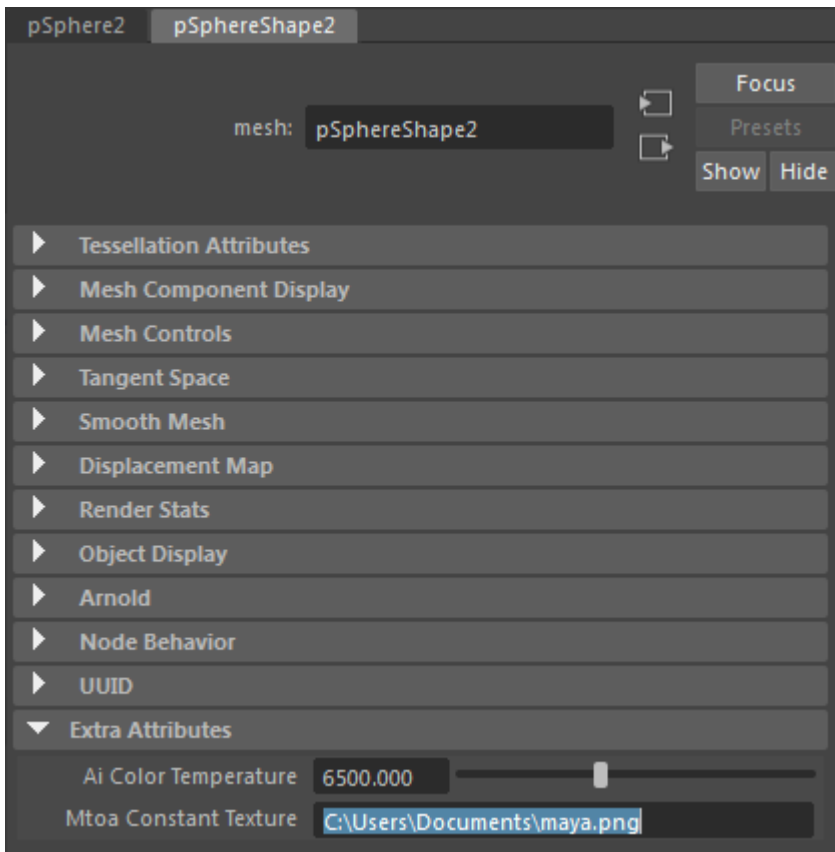 pSphere2 pSphereShape2
Focus
mesh: pSphereShape2 Presets
Show Hide
Tessellation Attributes
Mesh Component Display
Mesh Controls
Tangent Space
Smooth Mesh
Displacement Map
Render Stats
Object Display
Arnold
Node Behavior
UUID
Extra Attributes
Ai Color Temperature 6500.000
Mtoa Constant Texture C:\Users\Documents\maya.png